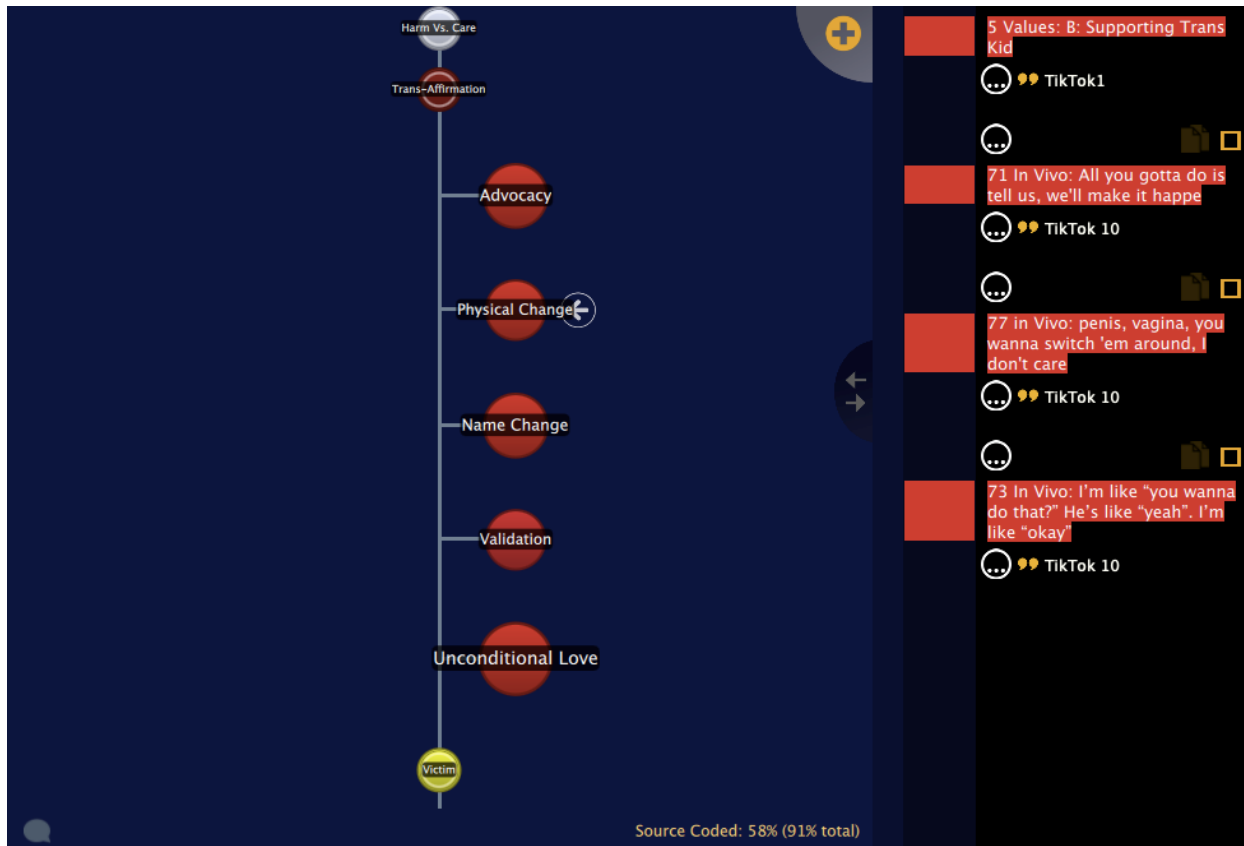 Harm Vs. Care
Trans-Affirmation
Advocacy
Physical Change
Name Change
Validation
Unconditional Love
Victim
Source Coded: 58% (91% total)
5 Values: B: Supporting Trans
Kid
TikTok1
71 In Vivo: All you gotta do is
tell us, we'll make it happe
TikTok 10
77 in Vivo: penis, vagina, you
wanna switch 'em around, I
don't care
TikTok 10
73 In Vivo: I'm like “you wanna
do that?” He's like “yeah”. I'm
like “okay”
TikTok 10